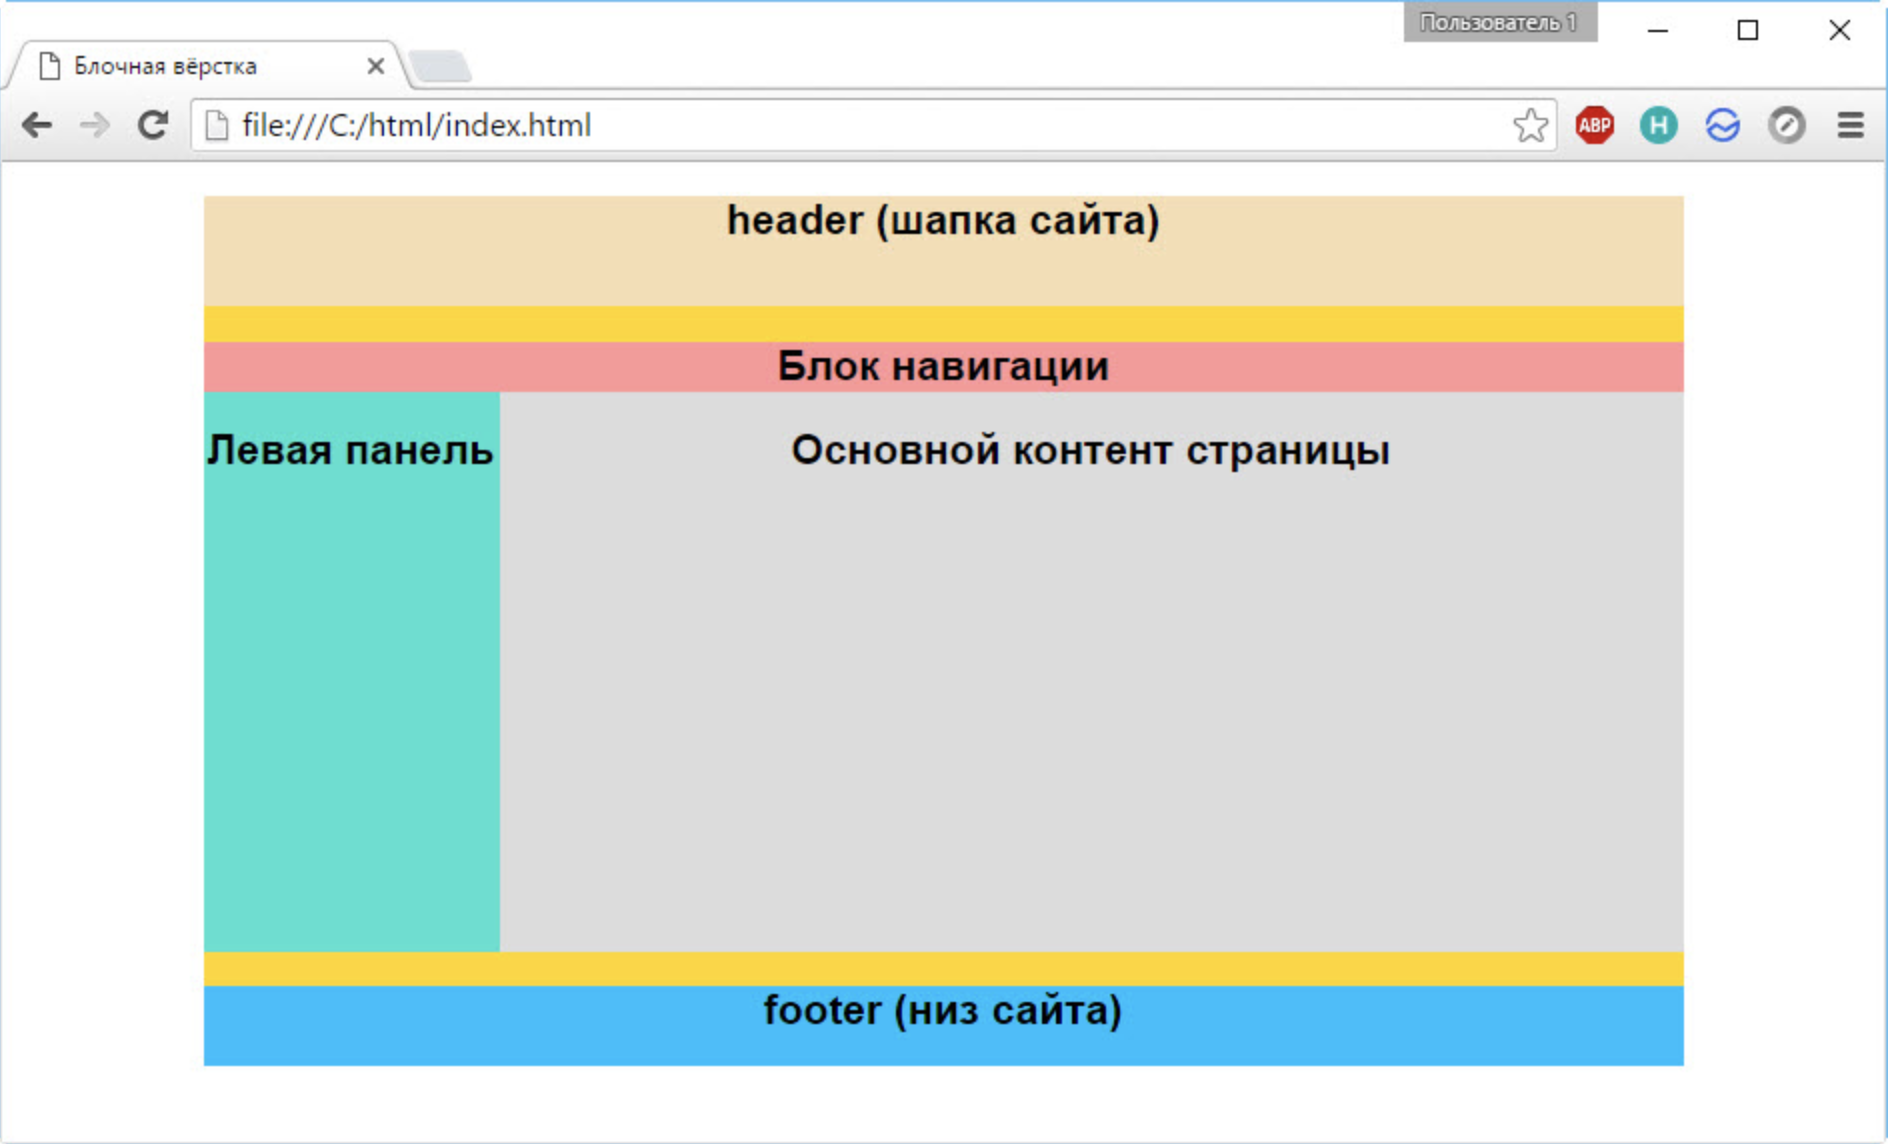 Пользователь 1
Блочная вёрстка
file:///C:/html/index.html
ABP
H
header (шапка сайта)
Блок навигации
Левая панель
Основной контент страницы
footer (низ сайта)